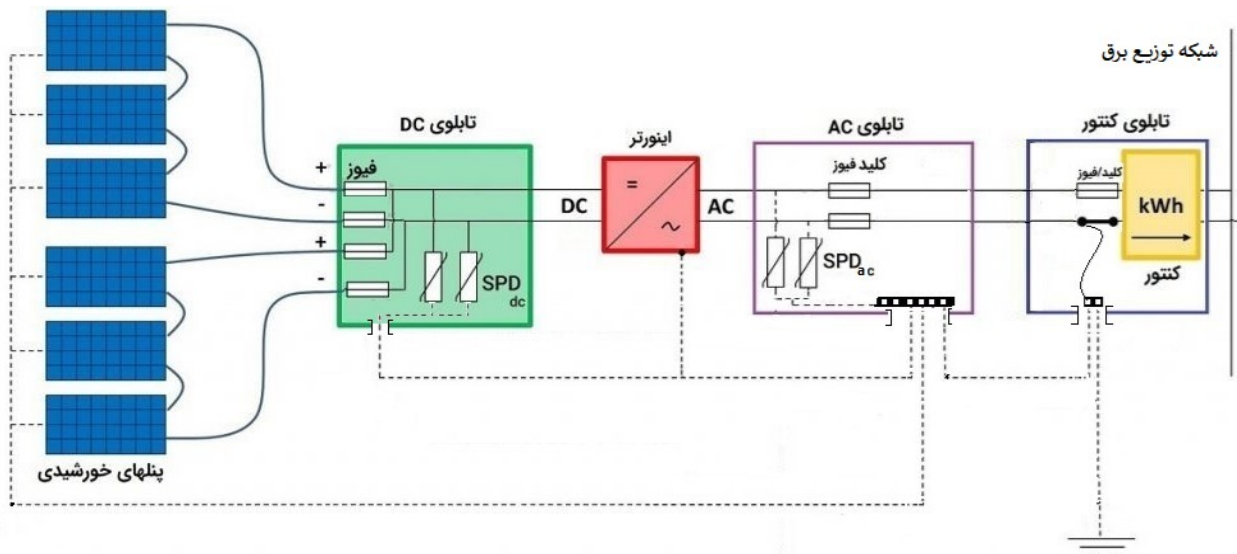 شبکه توزیع برق
تابلوی DC
اینورتر
تابلوی AC
تابلوی کنتور
+
فیوز
-
+
-
SPD
dc
DC
=
~
AC
کلید فیوز
SPD
ac
کلید/فیوز
kWh
کنتور
پنلهای خورشیدی